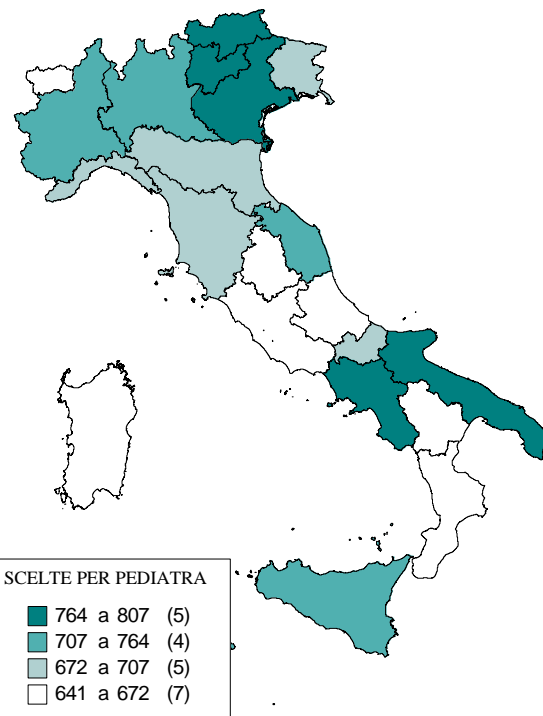 SCELTE PER PEDIATRA
764 a 807 (5)
707 a 764 (4)
672 a 707 (5)
641 a 672 (7)